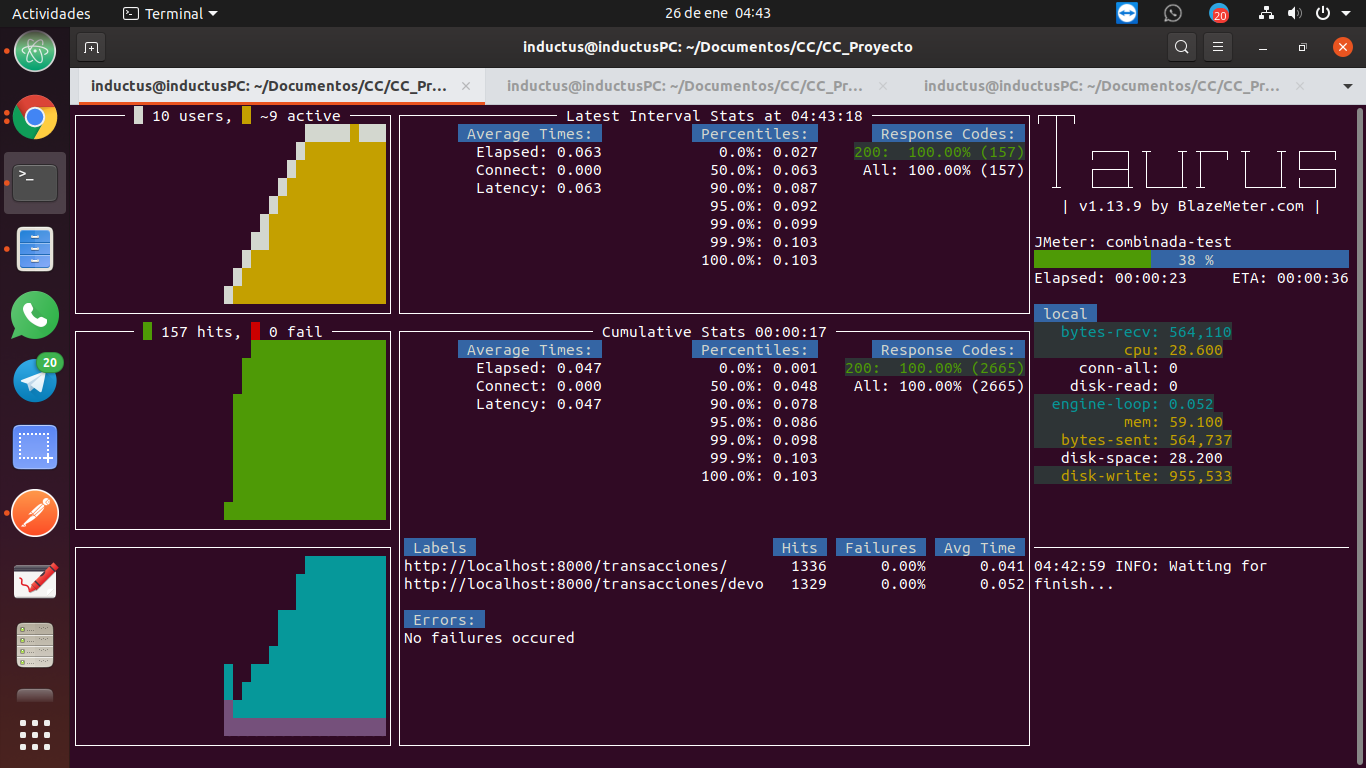 Actividades Terminal 26 de ene 04:43 20
inductus@inductusPC: ~/Documentos/CC/CC_Proyecto
inductus@inductusPC: ~/Documentos/CC/CC_Pr... inductus@inductusPC: ~/Documentos/CC/CC_Pr... inductus@inductusPC: ~/Documentos/CC/CC_Pr...
>_
20
10 users, ~9 active
157 hits, 0 fail
Latest Interval Stats at 04:43:18
Average Times: Percentiles: Response Codes:
Elapsed: 0.063 0.0%: 0.027 200: 100.00% (157)
Connect: 0.000 50.0%: 0.063 All: 100.00% (157)
Latency: 0.063 90.0%: 0.087
95.0%: 0.092
99.0%: 0.099
99.9%: 0.103
100.0%: 0.103
Cumulative Stats 00:00:17
Average Times: Percentiles: Response Codes:
Elapsed: 0.047 0.0%: 0.001 200: 100.00% (2665)
Connect: 0.000 50.0%: 0.048 All: 100.00% (2665)
Latency: 0.047 90.0%: 0.078
95.0%: 0.086
99.0%: 0.098
99.9%: 0.103
100.0%: 0.103
Labels Hits Failures Avg Time
http://localhost:8000/transacciones/ 1336 0.00% 0.041
http://localhost:8000/transacciones/devo 1329 0.00% 0.052
Errors:
No failures occured
Taurus
| v1.13.9 by BlazeMeter.com |
JMeter: combinada-test
38 %
Elapsed: 00:00:23 ETA: 00:00:36
local
bytes-recv: 564,110
cpu: 28.600
conn-all: 0
disk-read: 0
engine-loop: 0.052
mem: 59.100
bytes-sent: 564,737
disk-space: 28.200
disk-write: 955,533
04:42:59 INFO: Waiting for
finish...